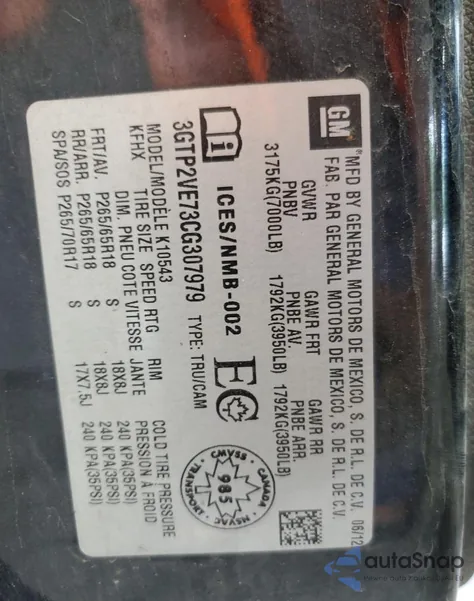 GM
MFD BY GENERAL MOTORS DE MEXICO, S. DE R.L. DE C.V. 06/12
FAB. PAR GENERAL MOTORS DE MEXICO, S. DE R.L. DE C.V.
GVWR GAWR FRT GAWR RR
PNBV PNBE AV. PNBE ARR.
3175KG(7000LB) 1792KG(3950LB) 1792KG(3950LB)
i ICES/NMB-002 EC
CMVSS CANADA NSVAC TRANSPORT
985
3GTP2VE73CG307979 TYPE: TRU/CAM
MODEL/MODÈLE K10543
KFHX
TIRE SIZE SPEED RTG RIM COLD TIRE PRESSURE
DIM. PNEU COTE VITESSE JANTE PRESSION À FROID
FRT/AV. P265/65R18 S 18X8J 240 KPA(35PSI)
RR/ARR. P265/65R18 S 18X8J 240 KPA(35PSI)
SPA/SOS P265/70R17 S 17X7.5J 240 KPA(35PSI)
autaSnap